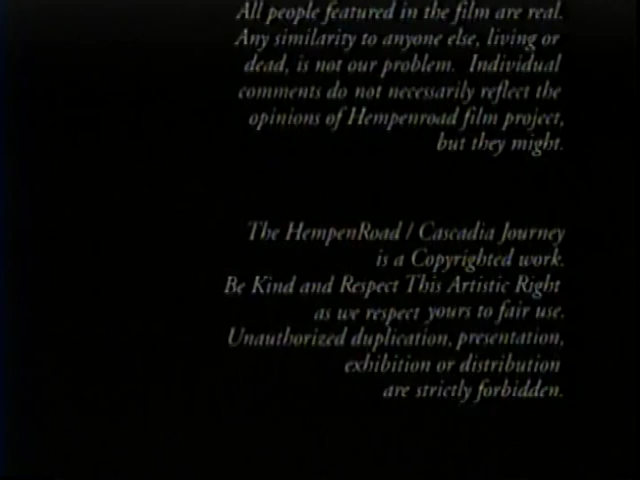 All people featured in the film are real.
Any similarity to anyone else, living or
dead, is not our problem. Individual
comments do not necessarily reflect the
opinions of Hempenroad film project,
but they might.
The HempenRoad / Cascadia Journey
is a Copyrighted work.
Be Kind and Respect This Artistic Right
as we respect yours to fair use.
Unauthorized duplication, presentation,
exhibition or distribution
are strictly forbidden.